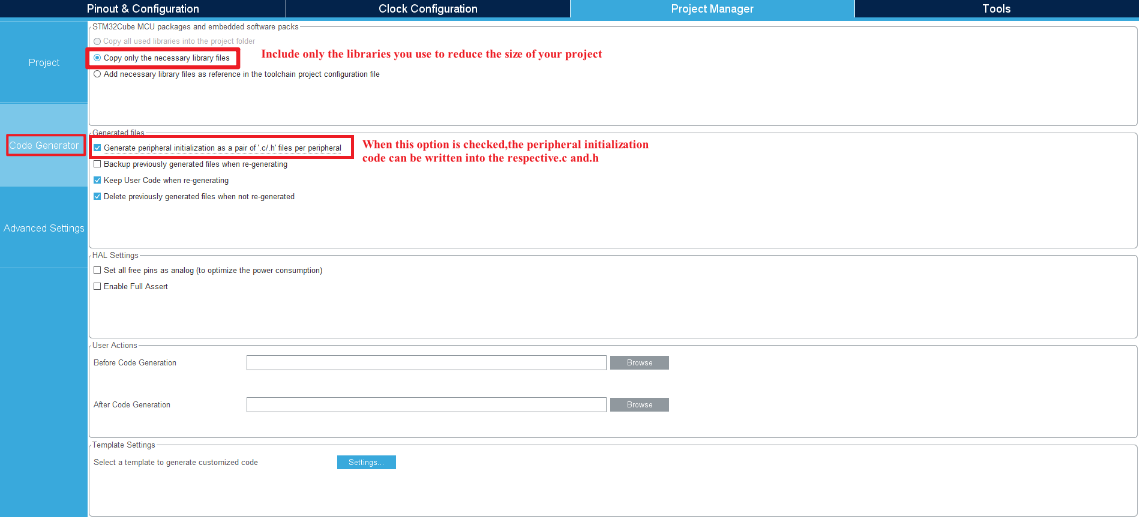 Pinout & Configuration
Clock Configuration
Project Manager
Tools
Project
Code Generator
Advanced Settings
STM32Cube MCU packages and embedded software packs
Copy all used libraries into the project folder
Copy only the necessary library files
Include only the libraries you use to reduce the size of your project
Add necessary library files as reference in the toolchain project configuration file
Generated files
Generate peripheral initialization as a pair of '.c/.h' files per peripheral
When this option is checked,the peripheral initialization
code can be written into the respective.c and.h
Backup previously generated files when re-generating
Keep User Code when re-generating
Delete previously generated files when not re-generated
HAL Settings
Set all free pins as analog (to optimize the power consumption)
Enable Full Assert
User Actions
Before Code Generation
Browse
After Code Generation
Browse
Template Settings
Select a template to generate customized code
Settings...